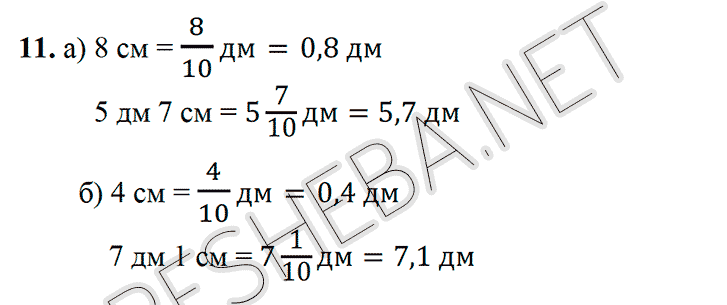 11. а) 8 см = 8/10 дм = 0,8 дм
5 дм 7 см = 5 7/10 дм = 5,7 дм
б) 4 см = 4/10 дм = 0,4 дм
7 дм 1 см = 7 1/10 дм = 7,1 дм
RESHEBA.NET